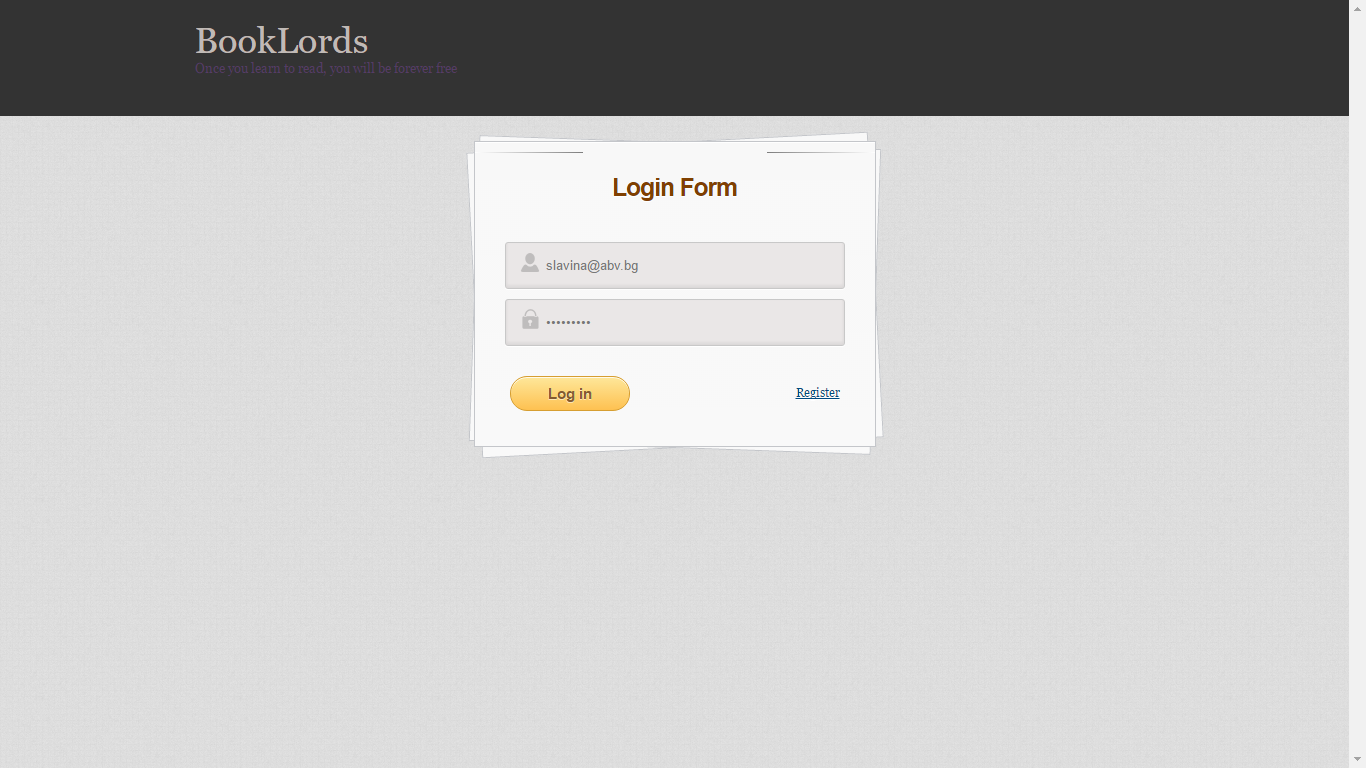 BookLords
Once you learn to read, you will be forever free
Login Form
slavina@abv.bg
•••••••••
Log in
Register